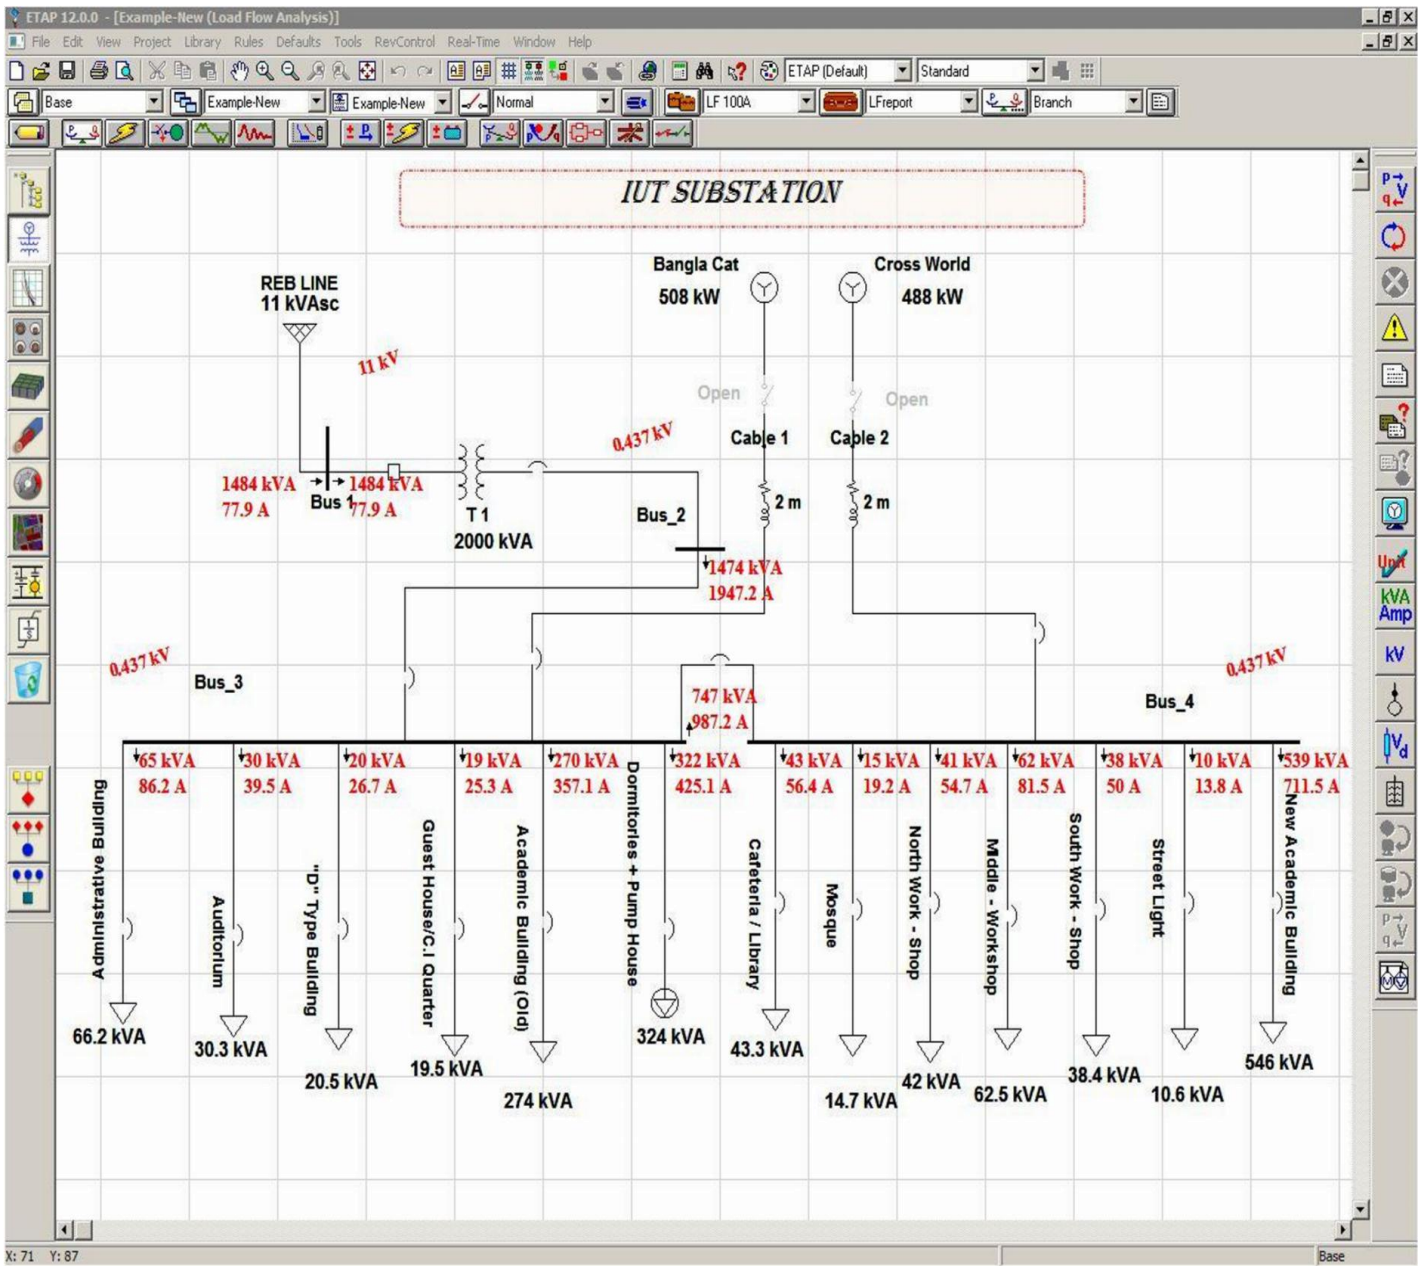 ETAP 12.0.0 - [Example-New (Load Flow Analysis)]
File Edit View Project Library Rules Defaults Tools RevControl Real-Time Window Help
ETAP (Default) Standard
Base Example-New Example-New Normal LF 100A LFreport Branch
IUT SUBSTATION
REB LINE
11 kVAsc
Bangla Cat
508 kW
Cross World
488 kW
11 kV
Open
Open
0.437 kV
Cable 1
Cable 2
1484 kVA
77.9 A
Bus 1
1484 kVA
77.9 A
T 1
2000 kVA
2 m
2 m
Bus_2
1474 kVA
1947.2 A
0.437 kV
Bus_3
747 kVA
987.2 A
0.437 kV
Bus_4
65 kVA
86.2 A
30 kVA
39.5 A
20 kVA
26.7 A
19 kVA
25.3 A
270 kVA
357.1 A
322 kVA
425.1 A
43 kVA
56.4 A
15 kVA
19.2 A
41 kVA
54.7 A
62 kVA
81.5 A
38 kVA
50 A
10 kVA
13.8 A
539 kVA
711.5 A
Administrative Building
Auditorium
"D" Type Building
Guest House/C.I Quarter
Academic Building (Old)
Dormitories + Pump House
Cafeteria / Library
Mosque
North Work - Shop
Middle - Workshop
South Work - Shop
Street Light
New Academic Building
66.2 kVA
30.3 kVA
20.5 kVA
19.5 kVA
274 kVA
324 kVA
43.3 kVA
14.7 kVA
42 kVA
62.5 kVA
38.4 kVA
10.6 kVA
546 kVA
Unit
kVA
Amp
kV
Vd
X: 71 Y: 87
Base